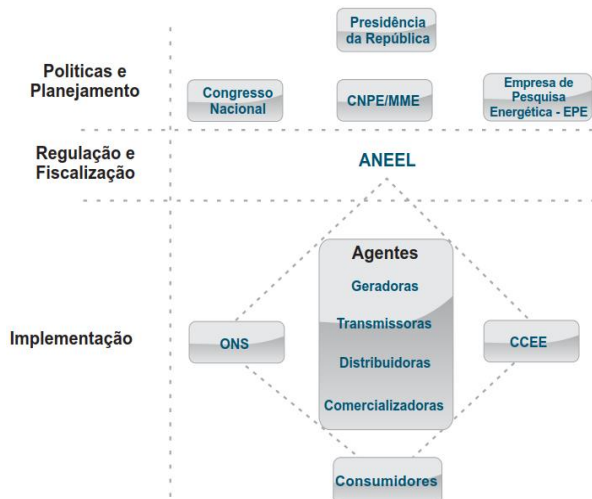 Presidência
da República
Politicas e
Planejamento
Congresso
Nacional
CNPE/MME
Empresa de
Pesquisa
Energética - EPE
Regulação e
Fiscalização
ANEEL
Agentes
Geradoras
Transmissoras
Distribuidoras
Comercializadoras
Implementação
ONS
CCEE
Consumidores